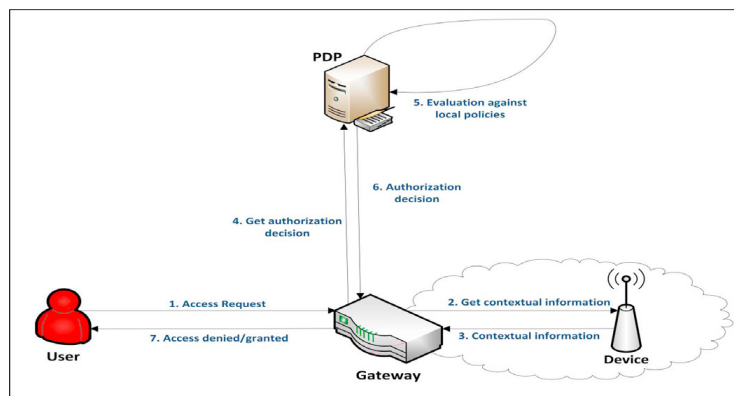 PDP
5. Evaluation against
local policies
6. Authorization
decision
4. Get authorization
decision
1. Access Request
2. Get contextual information
7. Access denied/granted
3. Contextual information
User
Gateway
Device